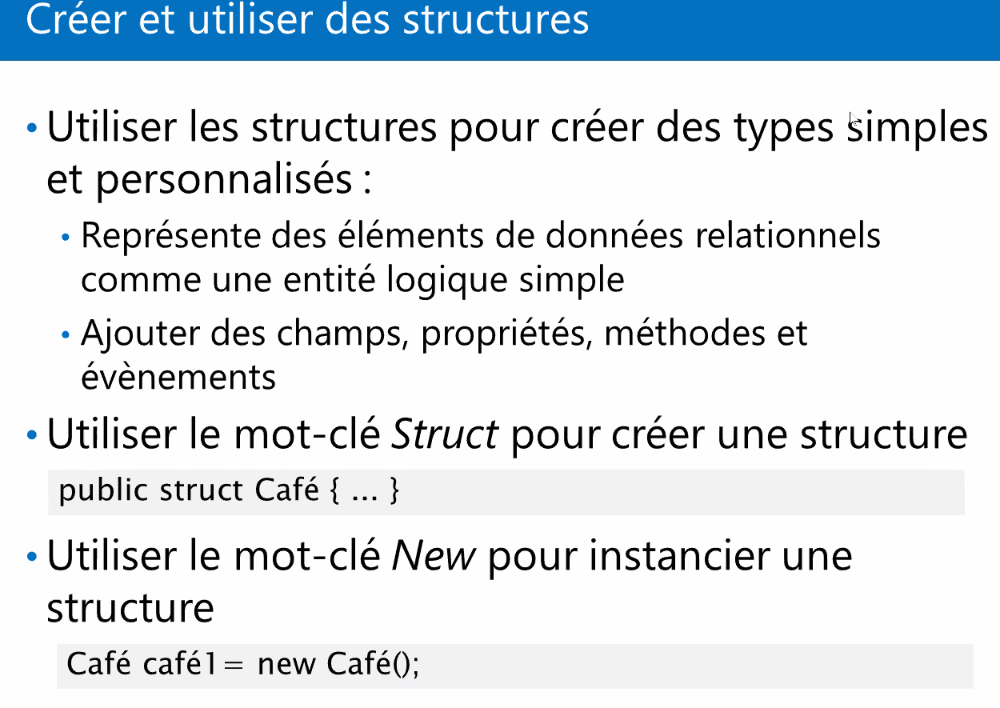 Créer et utiliser des structures
• Utiliser les structures pour créer des types simples
et personnalisés :
• Représente des éléments de données relationnels
comme une entité logique simple
• Ajouter des champs, propriétés, méthodes et
évènements
• Utiliser le mot-clé Struct pour créer une structure
public struct Café { ... }
• Utiliser le mot-clé New pour instancier une
structure
Café café1= new Café();